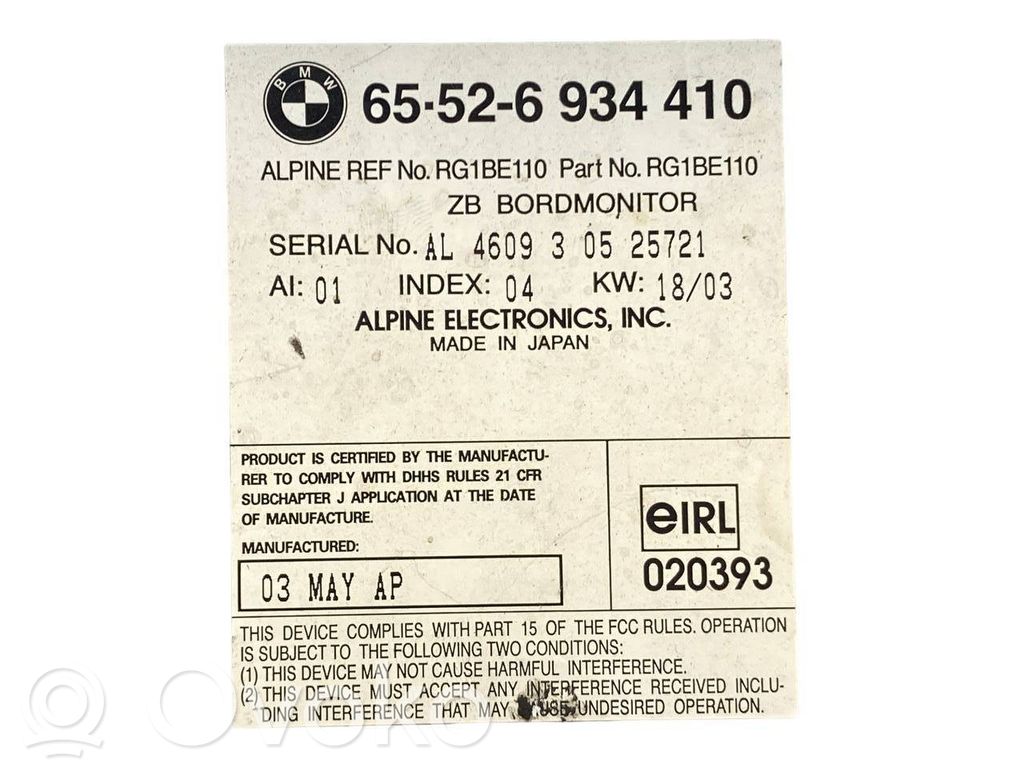 BMW
65·52-6 934 410
ALPINE REF No. RG1BE110 Part No. RG1BE110
ZB BORDMONITOR
SERIAL No. AL 4609 3 05 25721
AI: 01 INDEX: 04 KW: 18/03
ALPINE ELECTRONICS, INC.
MADE IN JAPAN
PRODUCT IS CERTIFIED BY THE MANUFACTU-
RER TO COMPLY WITH DHHS RULES 21 CFR
SUBCHAPTER J APPLICATION AT THE DATE
OF MANUFACTURE.
MANUFACTURED:
03 MAY AP
eIRL
020393
THIS DEVICE COMPLIES WITH PART 15 OF THE FCC RULES. OPERATION
IS SUBJECT TO THE FOLLOWING TWO CONDITIONS:
(1) THIS DEVICE MAY NOT CAUSE HARMFUL INTERFERENCE.
(2) THIS DEVICE MUST ACCEPT ANY INTERFERENCE RECEIVED INCLU-
DING INTERFERENCE THAT MAY UNDESIRED OPERATION.
OVOKO